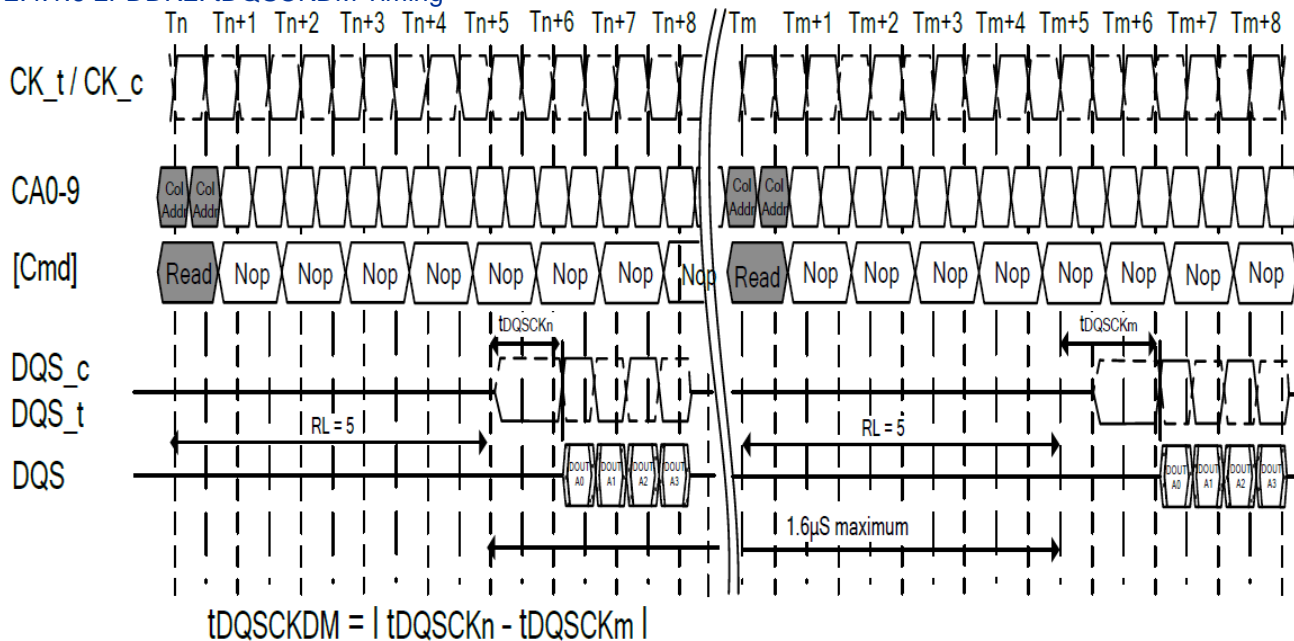 Tn Tn+1 Tn+2 Tn+3 Tn+4 Tn+5 Tn+6 Tn+7 Tn+8 Tm Tm+1 Tm+2 Tm+3 Tm+4 Tm+5 Tm+6 Tm+7 Tm+8
CK_t / CK_c
CA0-9
Col Addr Col Addr Col Addr Col Addr
[Cmd]
Read Nop Nop Nop Nop Nop Nop Nop Nop Read Nop Nop Nop Nop Nop Nop Nop Nop
tDQSCKn tDQSCKm
DQS_c
DQS_t
RL = 5 RL = 5
DQS
DOUT A0 DOUT A1 DOUT A2 DOUT A3 DOUT A0 DOUT A1 DOUT A2 DOUT A3
1.6µS maximum
tDQSCKDM = | tDQSCKn - tDQSCKm |